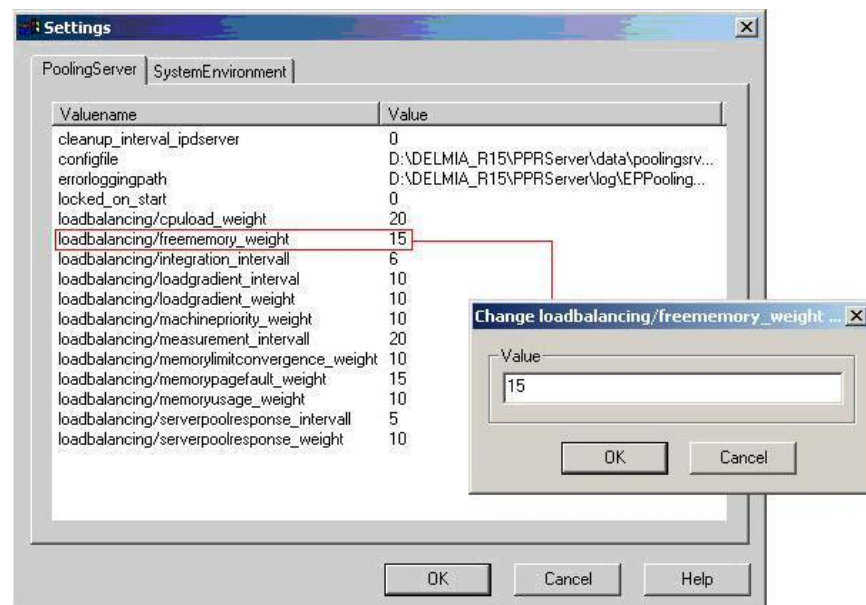 Settings
PoolingServer SystemEnvironment
Valuename Value
cleanup_interval_ipdserver 0
configfile D:\DELMIA_R15\PPRServer\data\poolingsrv...
errorloggingpath D:\DELMIA_R15\PPRServer\log\EPPooling...
locked_on_start 0
loadbalancing/cpuload_weight 20
loadbalancing/freememory_weight 15
loadbalancing/integration_intervall 6
loadbalancing/loadgradient_interval 10
loadbalancing/loadgradient_weight 10
loadbalancing/machinepriority_weight 10
loadbalancing/measurement_intervall 20
loadbalancing/memorylimitconvergence_weight 10
loadbalancing/memorypagefault_weight 15
loadbalancing/memoryusage_weight 10
loadbalancing/serverpoolresponse_intervall 5
loadbalancing/serverpoolresponse_weight 10
Change loadbalancing/freememory_weight ...
Value
15
OK Cancel
OK Cancel Help